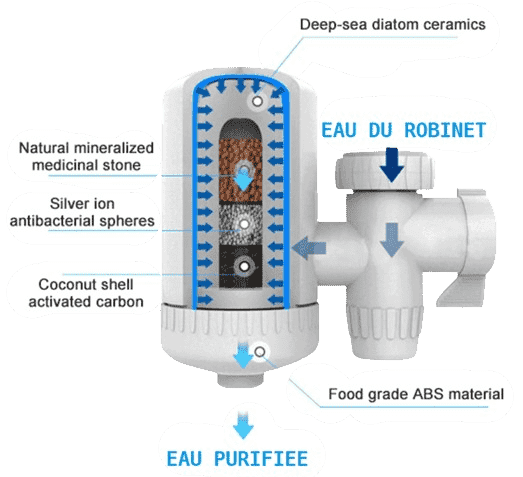 Deep-sea diatom ceramics
EAU DU ROBINET
Natural mineralized
medicinal stone
Silver ion
antibacterial spheres
Coconut shell
activated carbon
Food grade ABS material
EAU PURIFIEE